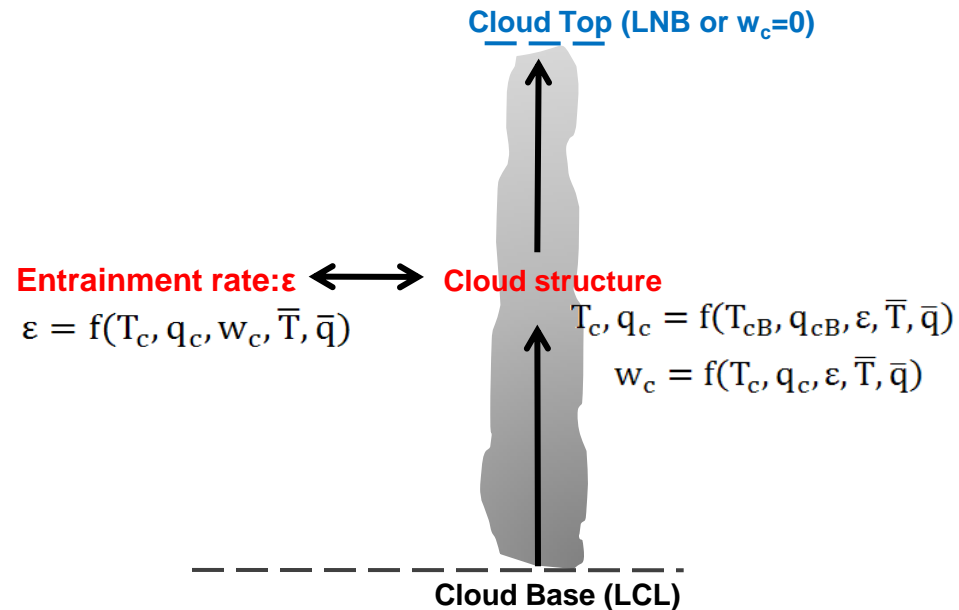 Cloud Top (LNB or w_c=0)
Entrainment rate:ε
Cloud structure
ε = f(T_c, q_c, w_c, T̅, q̅)
T_c, q_c = f(T_cB, q_cB, ε, T̅, q̅)
w_c = f(T_c, q_c, ε, T̅, q̅)
Cloud Base (LCL)